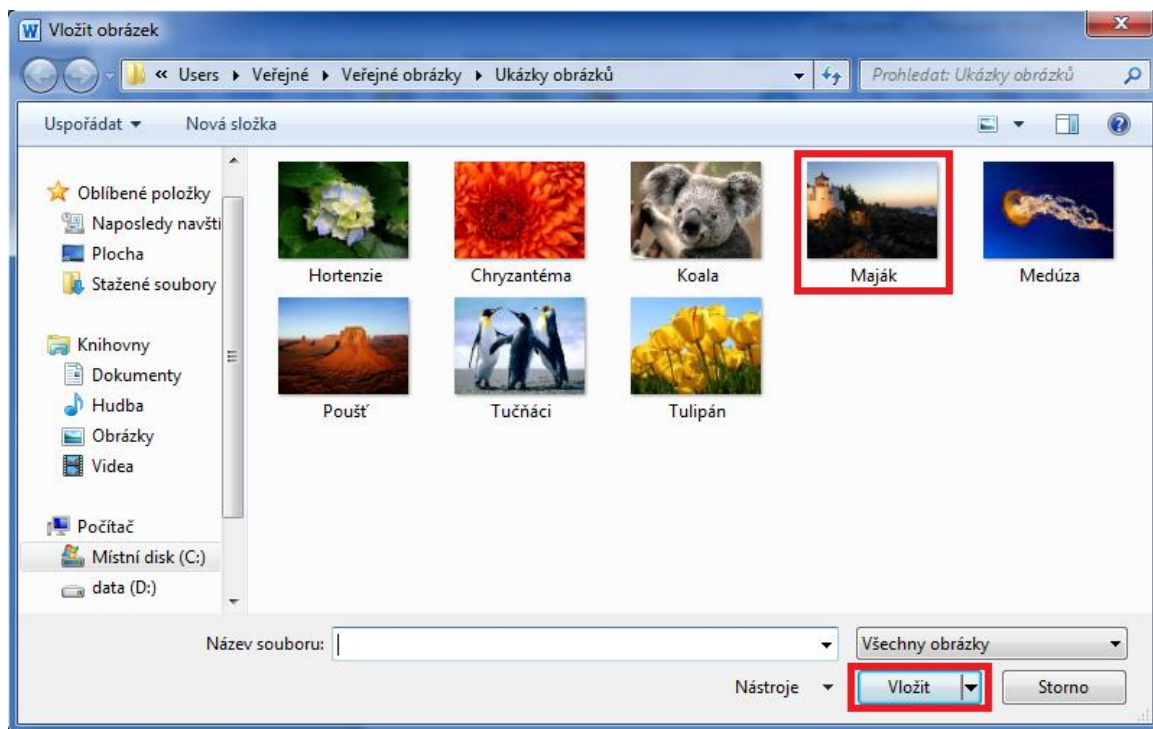 Vložit obrázek
« Users ▸ Veřejné ▸ Veřejné obrázky ▸ Ukázky obrázků
Prohledat: Ukázky obrázků
Uspořádat
Nová složka
Oblíbené položky
Naposledy navšti
Plocha
Stažené soubory
Knihovny
Dokumenty
Hudba
Obrázky
Videa
Počítač
Místní disk (C:)
data (D:)
Hortenzie
Chryzantéma
Koala
Maják
Medúza
Poušť
Tučňáci
Tulipán
Název souboru:
Všechny obrázky
Nástroje
Vložit
Storno